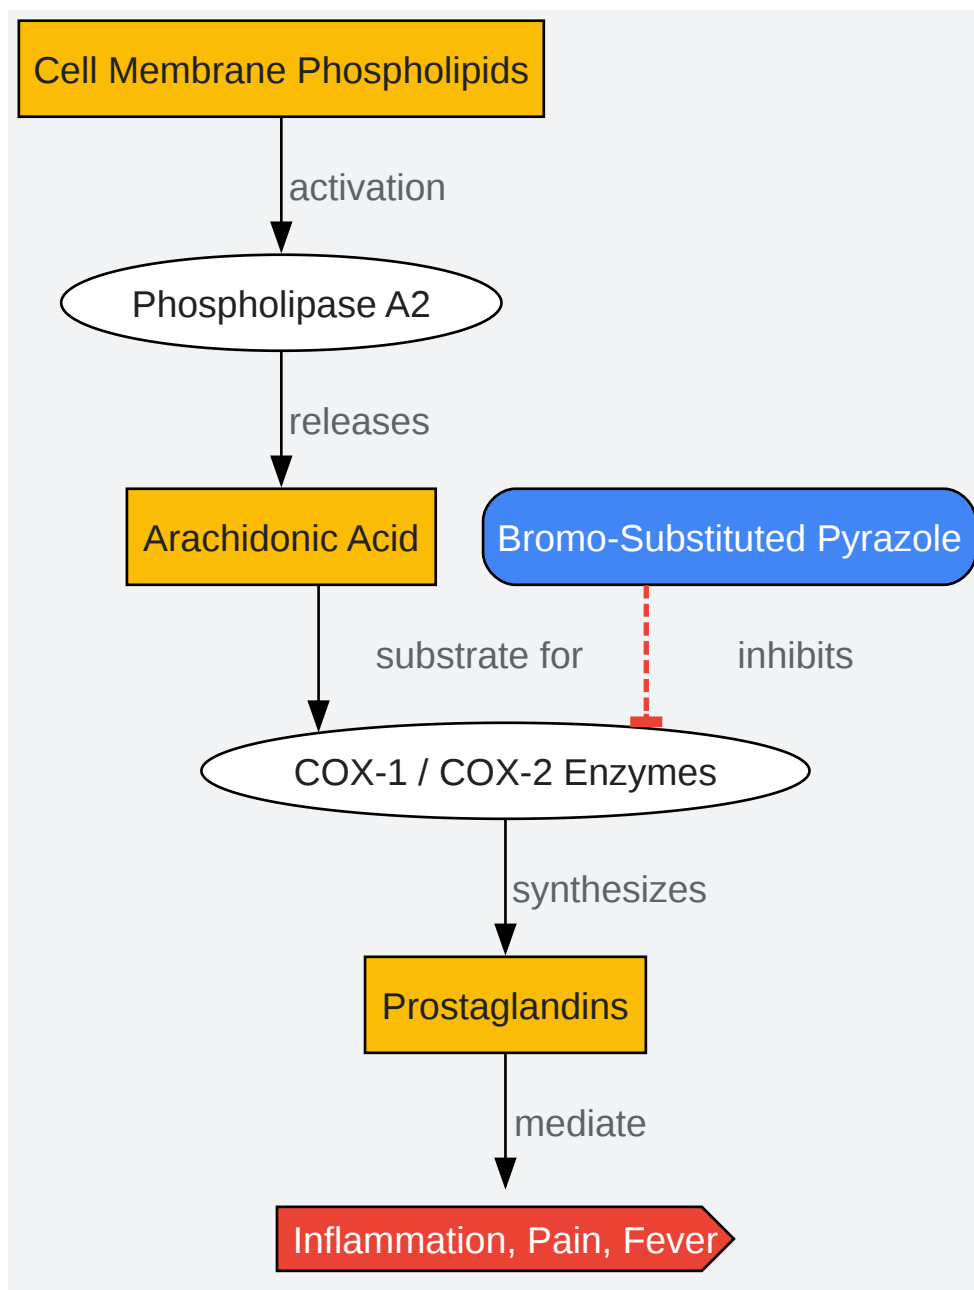 Cell Membrane Phospholipids
activation
Phospholipase A2
releases
Arachidonic Acid
Bromo-Substituted Pyrazole
substrate for
inhibits
COX-1 / COX-2 Enzymes
synthesizes
Prostaglandins
mediate
Inflammation, Pain, Fever